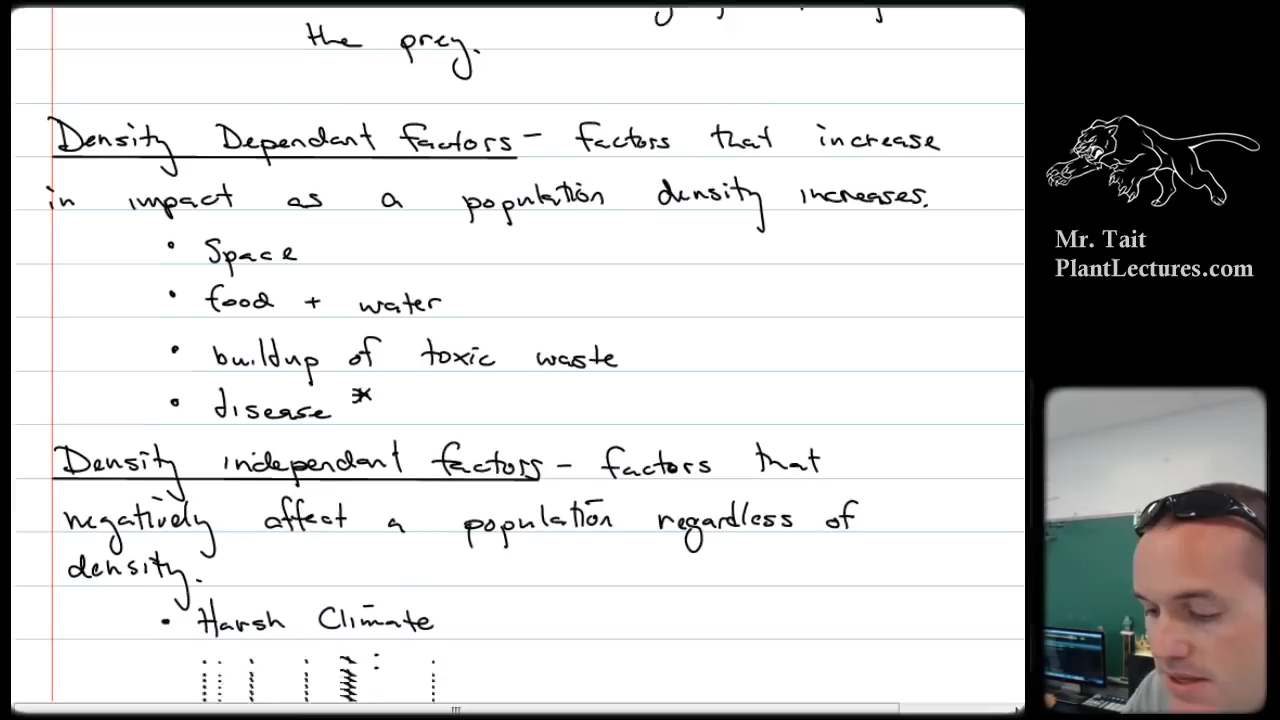 the prey.
Density Dependant factors - factors that increase
in impact as a population density increases.
• Space
• food + water
• buildup of toxic waste
• disease *
Density independant factors - factors that
negatively affect a population regardless of
density.
• Harsh Climate
Mr. Tait
PlantLectures.com